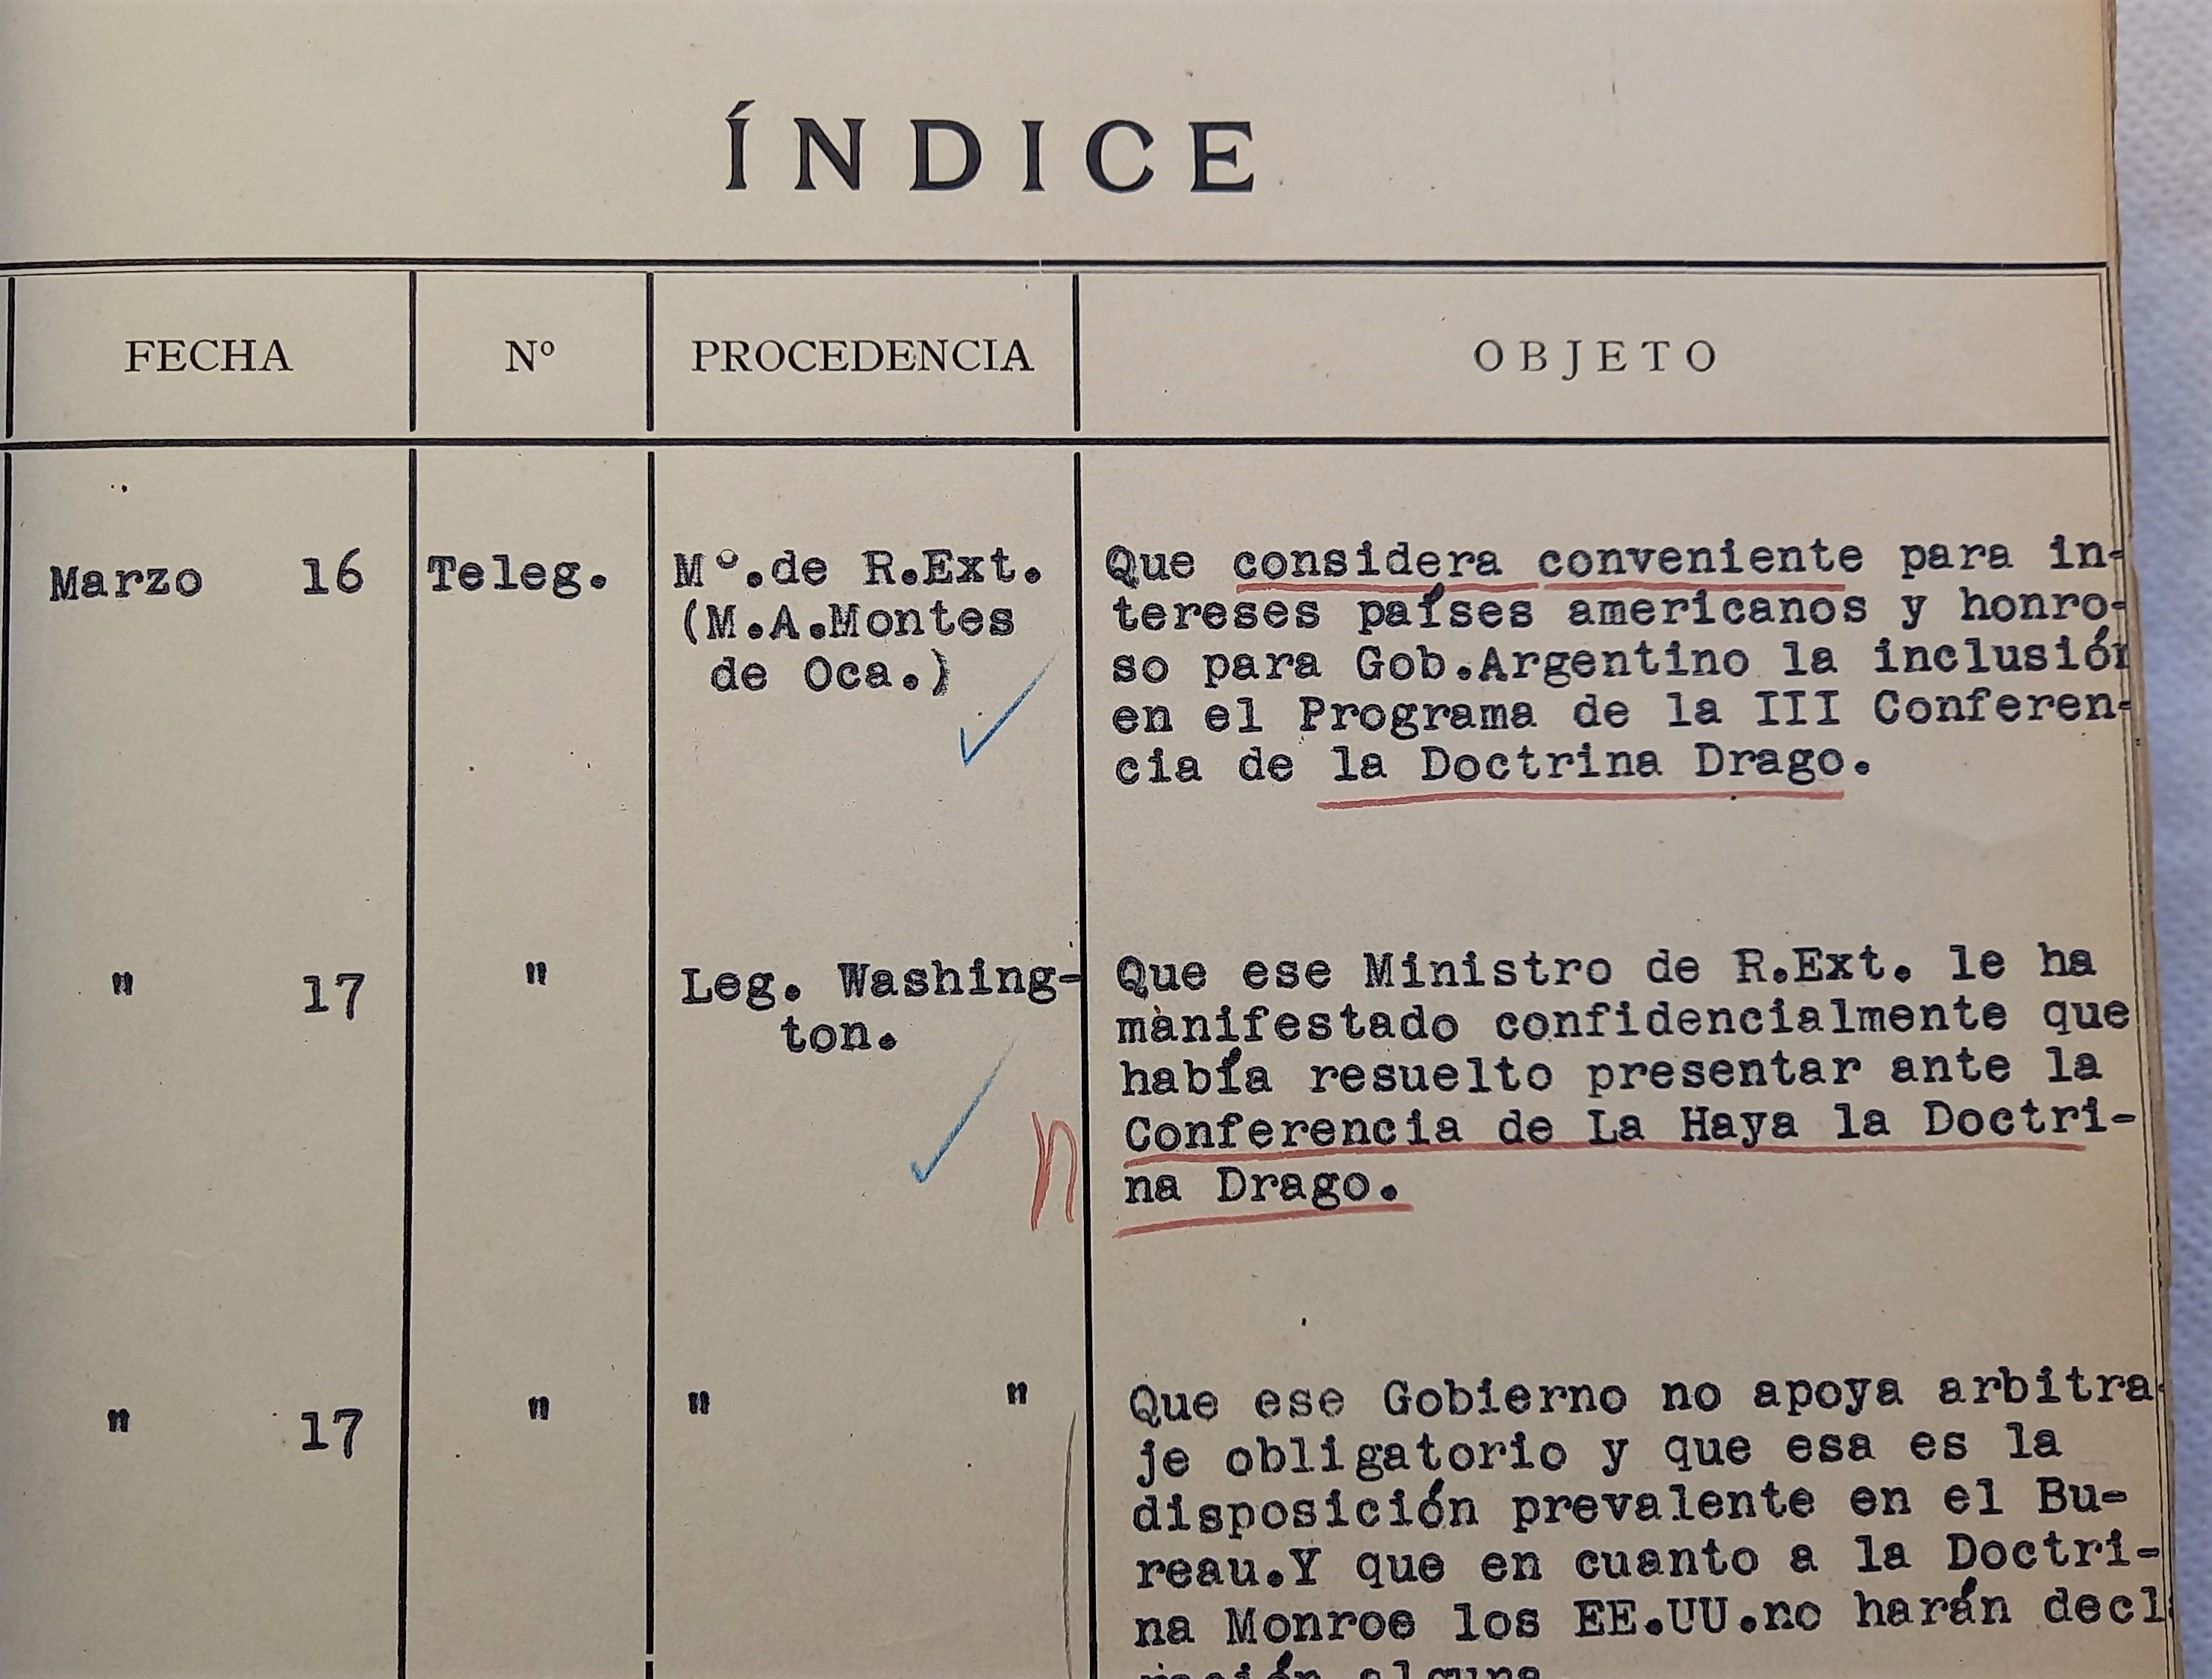 ÍNDICE
FECHA Nº PROCEDENCIA OBJETO
Marzo 16 Teleg. Mº.de R.Ext. Que considera conveniente para in-
(M.A.Montes tereses países americanos y honro-
de Oca.) so para Gob.Argentino la inclusión
en el Programa de la III Conferen-
cia de la Doctrina Drago.
" 17 " Leg. Washing- Que ese Ministro de R.Ext. le ha
ton. manifestado confidencialmente que
había resuelto presentar ante la
Conferencia de La Haya la Doctri-
n
na Drago.
" 17 " " " Que ese Gobierno no apoya arbitra-
je obligatorio y que esa es la
disposición prevalente en el Bu-
reau.Y que en cuanto a la Doctri-
na Monroe los EE.UU.no harán decl
ración alguna.